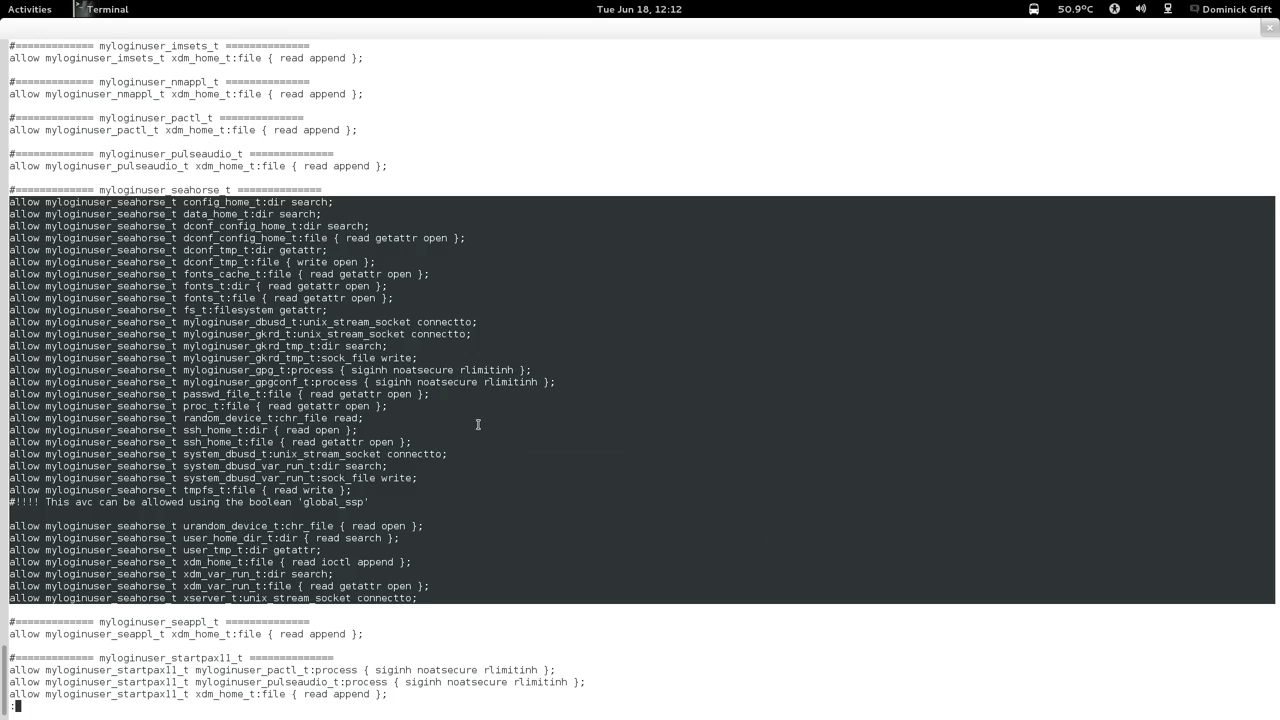 Activities Terminal Tue Jun 18, 12:12 50.9°C Dominick Grift
#============= myloginuser_imsets_t ==============
allow myloginuser_imsets_t xdm_home_t:file { read append };
#============= myloginuser_nmappl_t ==============
allow myloginuser_nmappl_t xdm_home_t:file { read append };
#============= myloginuser_pactl_t ==============
allow myloginuser_pactl_t xdm_home_t:file { read append };
#============= myloginuser_pulseaudio_t ==============
allow myloginuser_pulseaudio_t xdm_home_t:file { read append };
#============= myloginuser_seahorse_t ==============
allow myloginuser_seahorse_t config_home_t:dir search;
allow myloginuser_seahorse_t data_home_t:dir search;
allow myloginuser_seahorse_t dconf_config_home_t:dir search;
allow myloginuser_seahorse_t dconf_config_home_t:file { read getattr open };
allow myloginuser_seahorse_t dconf_tmp_t:dir getattr;
allow myloginuser_seahorse_t dconf_tmp_t:file { write open };
allow myloginuser_seahorse_t fonts_cache_t:file { read getattr open };
allow myloginuser_seahorse_t fonts_t:dir { read getattr open };
allow myloginuser_seahorse_t fonts_t:file { read getattr open };
allow myloginuser_seahorse_t fs_t:filesystem getattr;
allow myloginuser_seahorse_t myloginuser_dbusd_t:unix_stream_socket connectto;
allow myloginuser_seahorse_t myloginuser_gkrd_t:unix_stream_socket connectto;
allow myloginuser_seahorse_t myloginuser_gkrd_tmp_t:dir search;
allow myloginuser_seahorse_t myloginuser_gkrd_tmp_t:sock_file write;
allow myloginuser_seahorse_t myloginuser_gpg_t:process { siginh noatsecure rlimitinh };
allow myloginuser_seahorse_t myloginuser_gpgconf_t:process { siginh noatsecure rlimitinh };
allow myloginuser_seahorse_t passwd_file_t:file { read getattr open };
allow myloginuser_seahorse_t proc_t:file { read getattr open };
allow myloginuser_seahorse_t random_device_t:chr_file read;
allow myloginuser_seahorse_t ssh_home_t:dir { read open };
allow myloginuser_seahorse_t ssh_home_t:file { read getattr open };
allow myloginuser_seahorse_t system_dbusd_t:unix_stream_socket connectto;
allow myloginuser_seahorse_t system_dbusd_var_run_t:dir search;
allow myloginuser_seahorse_t system_dbusd_var_run_t:sock_file write;
allow myloginuser_seahorse_t tmpfs_t:file { read write };
#!!!! This avc can be allowed using the boolean 'global_ssp'
allow myloginuser_seahorse_t urandom_device_t:chr_file { read open };
allow myloginuser_seahorse_t user_home_dir_t:dir { read search };
allow myloginuser_seahorse_t user_tmp_t:dir getattr;
allow myloginuser_seahorse_t xdm_home_t:file { read ioctl append };
allow myloginuser_seahorse_t xdm_var_run_t:dir search;
allow myloginuser_seahorse_t xdm_var_run_t:file { read getattr open };
allow myloginuser_seahorse_t xserver_t:unix_stream_socket connectto;
#============= myloginuser_seappl_t ==============
allow myloginuser_seappl_t xdm_home_t:file { read append };
#============= myloginuser_startpax11_t ==============
allow myloginuser_startpax11_t myloginuser_pactl_t:process { siginh noatsecure rlimitinh };
allow myloginuser_startpax11_t myloginuser_pulseaudio_t:process { siginh noatsecure rlimitinh };
allow myloginuser_startpax11_t xdm_home_t:file { read append };
: